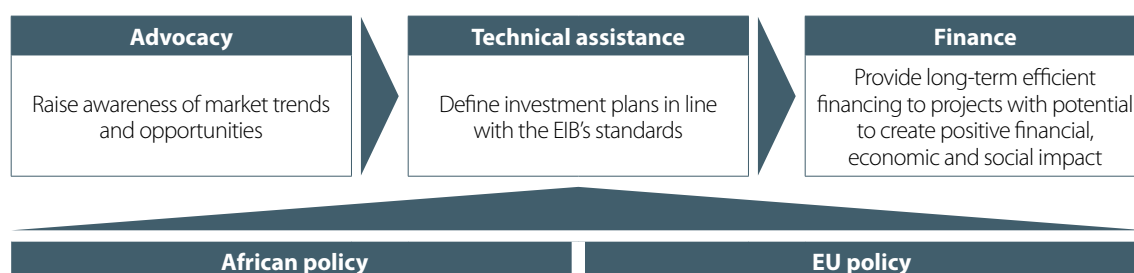 Advocacy
Raise awareness of market trends
and opportunities
Technical assistance
Define investment plans in line
with the EIB’s standards
Finance
Provide long-term efficient
financing to projects with potential
to create positive financial,
economic and social impact
African policy
EU policy